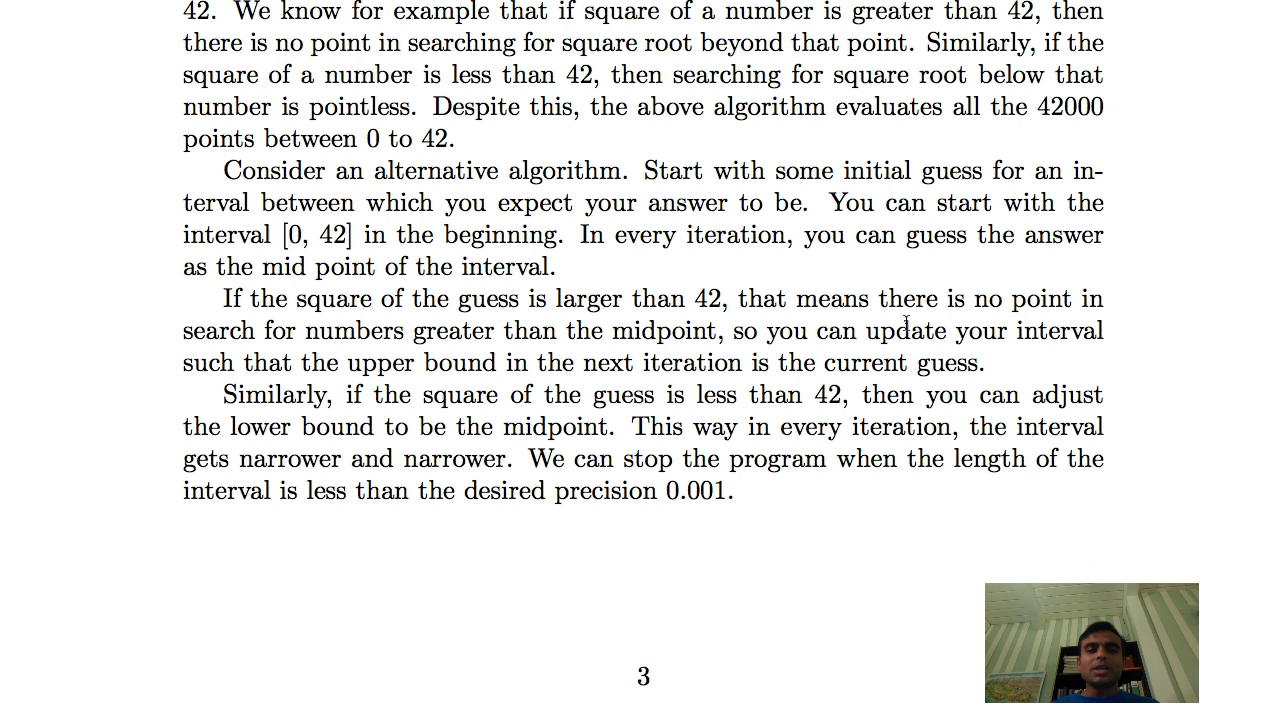 42. We know for example that if square of a number is greater than 42, then
there is no point in searching for square root beyond that point. Similarly, if the
square of a number is less than 42, then searching for square root below that
number is pointless. Despite this, the above algorithm evaluates all the 42000
points between 0 to 42.
Consider an alternative algorithm. Start with some initial guess for an in-
terval between which you expect your answer to be. You can start with the
interval [0, 42] in the beginning. In every iteration, you can guess the answer
as the mid point of the interval.
If the square of the guess is larger than 42, that means there is no point in
search for numbers greater than the midpoint, so you can update your interval
such that the upper bound in the next iteration is the current guess.
Similarly, if the square of the guess is less than 42, then you can adjust
the lower bound to be the midpoint. This way in every iteration, the interval
gets narrower and narrower. We can stop the program when the length of the
interval is less than the desired precision 0.001.
3